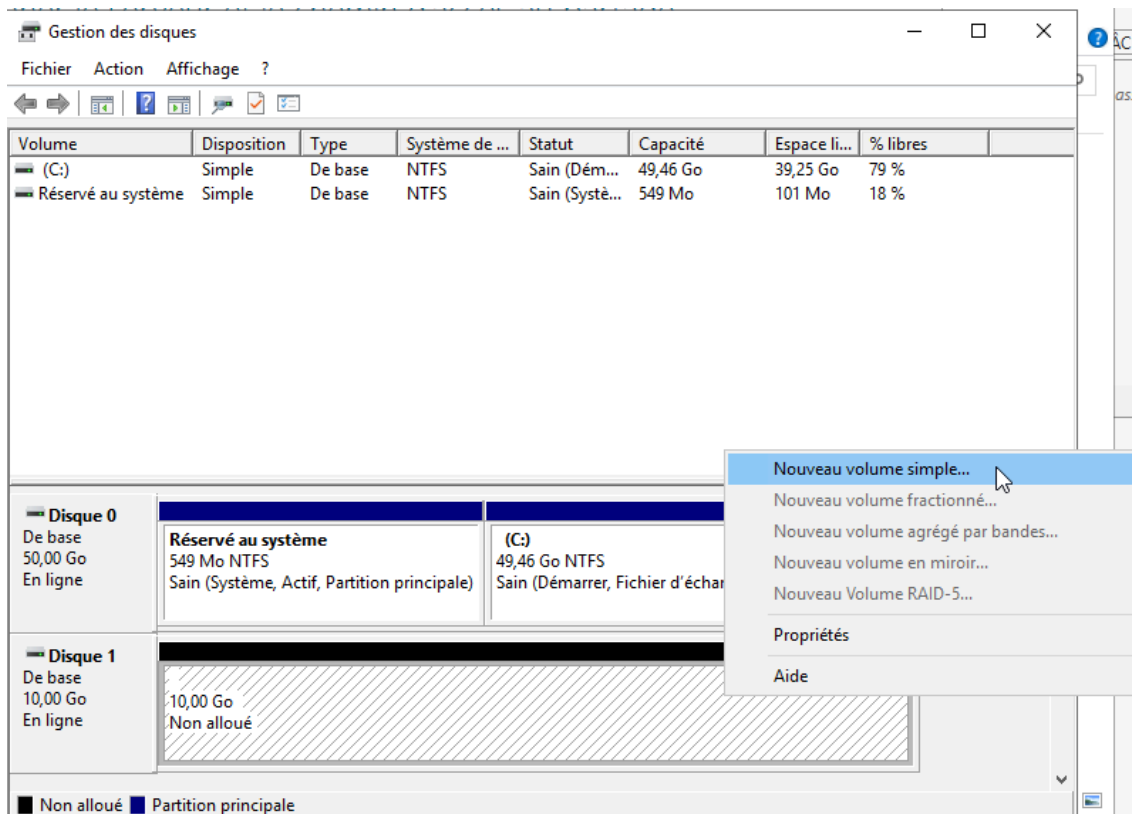 Gestion des disques
Fichier Action Affichage ?
Volume Disposition Type Système de ... Statut Capacité Espace li... % libres
(C:) Simple De base NTFS Sain (Dém... 49,46 Go 39,25 Go 79 %
Réservé au système Simple De base NTFS Sain (Systè... 549 Mo 101 Mo 18 %
Nouveau volume simple...
Nouveau volume fractionné...
Nouveau volume agrégé par bandes...
Nouveau volume en miroir...
Nouveau Volume RAID-5...
Propriétés
Aide
Disque 0
De base
50,00 Go
En ligne
Réservé au système
549 Mo NTFS
Sain (Système, Actif, Partition principale)
(C:)
49,46 Go NTFS
Sain (Démarrer, Fichier d'échan
Disque 1
De base
10,00 Go
En ligne
10,00 Go
Non alloué
Non alloué Partition principale